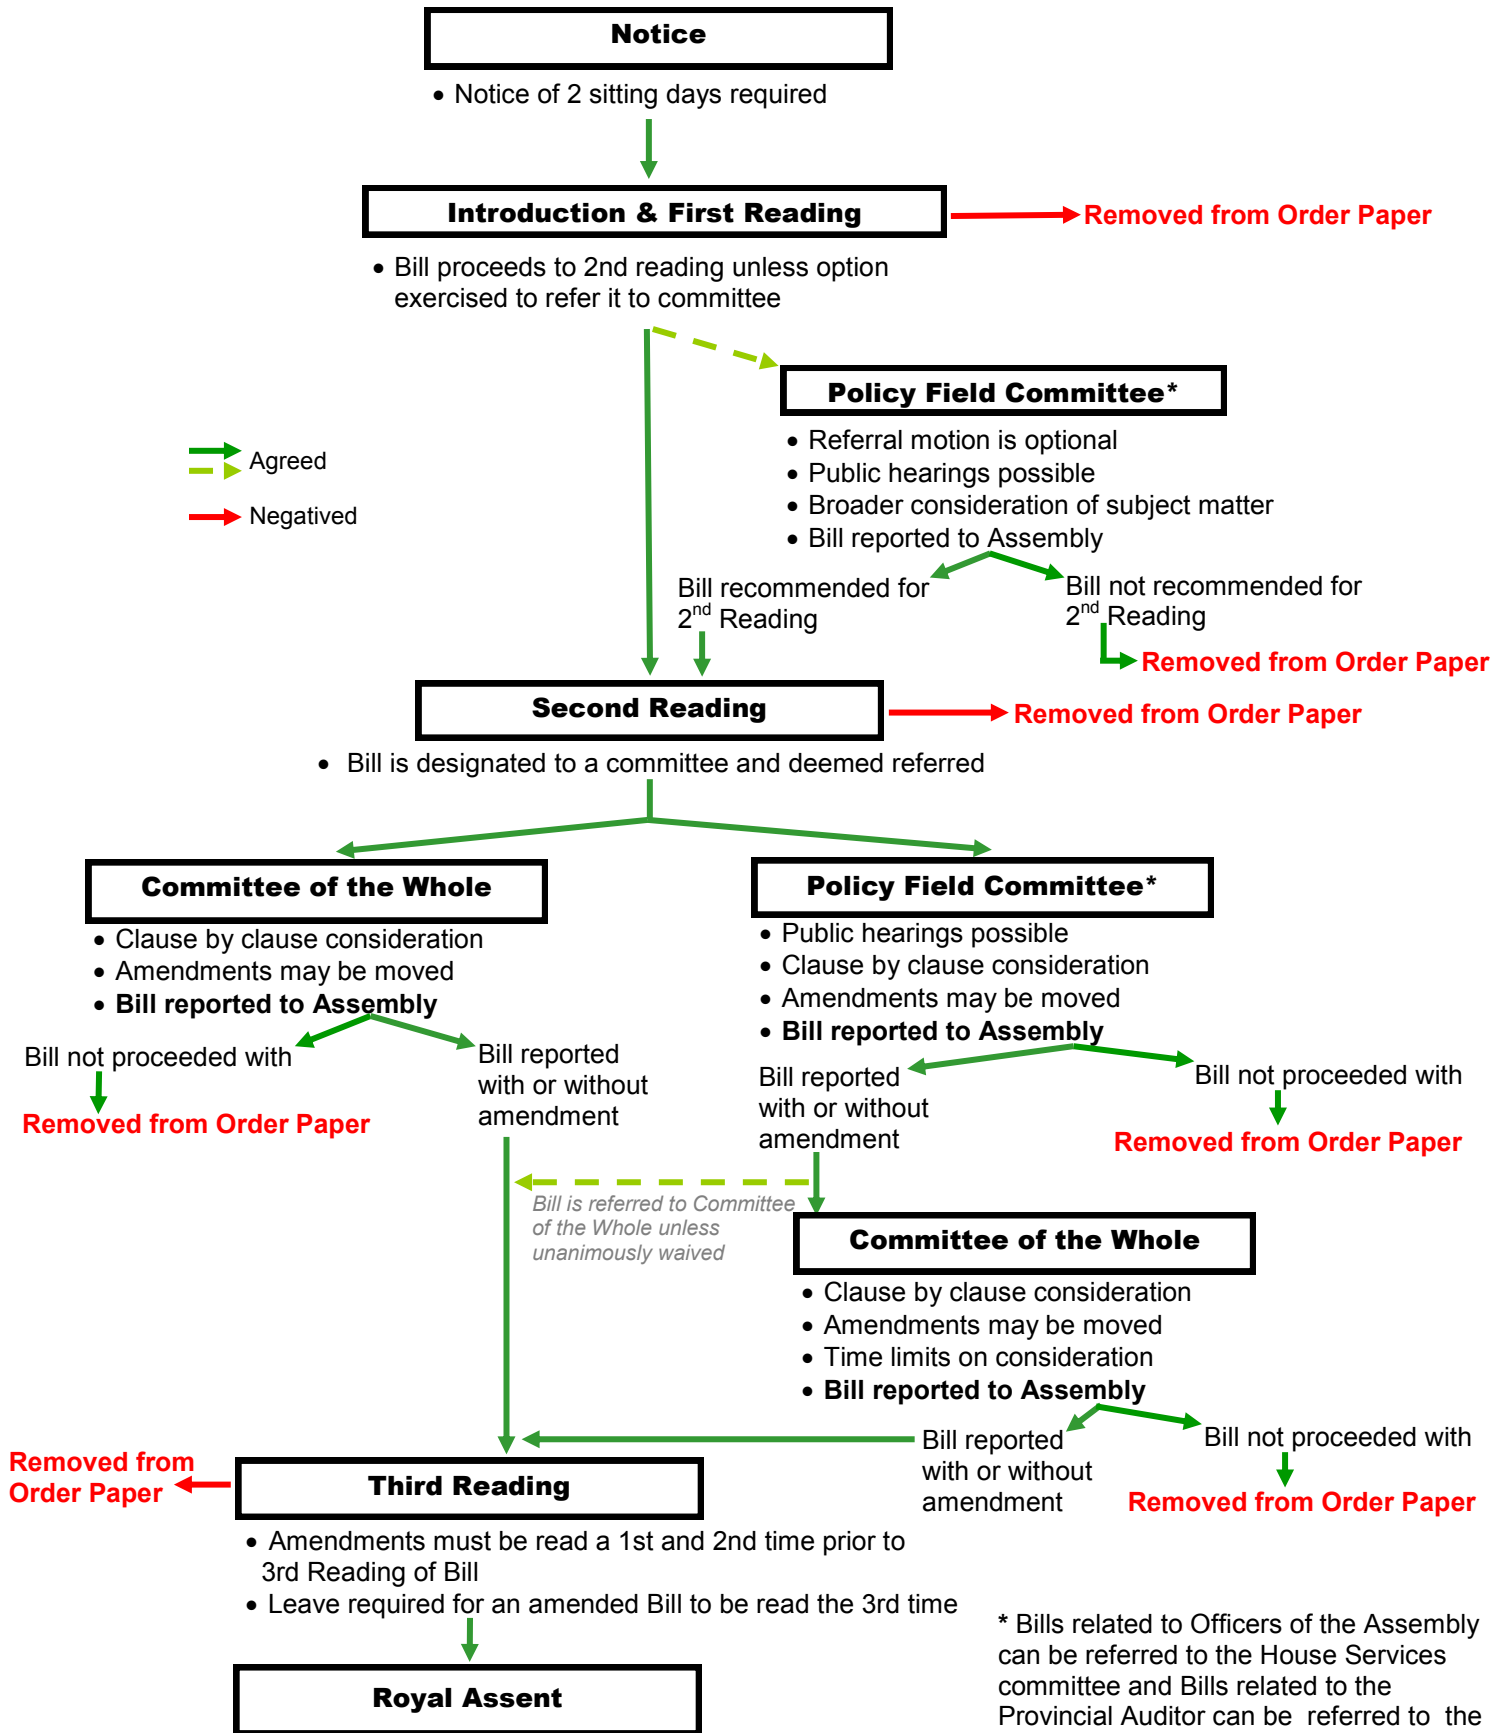 Notice
• Notice of 2 sitting days required
Introduction & First Reading
Removed from Order Paper
• Bill proceeds to 2nd reading unless option
exercised to refer it to committee
Policy Field Committee*
• Referral motion is optional
• Public hearings possible
• Broader consideration of subject matter
• Bill reported to Assembly
Agreed
Negatived
Bill recommended for
2nd Reading
Bill not recommended for
2nd Reading
Removed from Order Paper
Second Reading
Removed from Order Paper
• Bill is designated to a committee and deemed referred
Committee of the Whole
• Clause by clause consideration
• Amendments may be moved
• Bill reported to Assembly
Bill not proceeded with
Removed from Order Paper
Bill reported
with or without
amendment
Policy Field Committee*
• Public hearings possible
• Clause by clause consideration
• Amendments may be moved
• Bill reported to Assembly
Bill reported
with or without
amendment
Bill not proceeded with
Removed from Order Paper
Bill is referred to Committee
of the Whole unless
unanimously waived
Committee of the Whole
• Clause by clause consideration
• Amendments may be moved
• Time limits on consideration
• Bill reported to Assembly
Bill reported
with or without
amendment
Bill not proceeded with
Removed from Order Paper
Removed from
Order Paper
Third Reading
• Amendments must be read a 1st and 2nd time prior to
3rd Reading of Bill
• Leave required for an amended Bill to be read the 3rd time
Royal Assent
* Bills related to Officers of the Assembly
can be referred to the House Services
committee and Bills related to the
Provincial Auditor can be referred to the